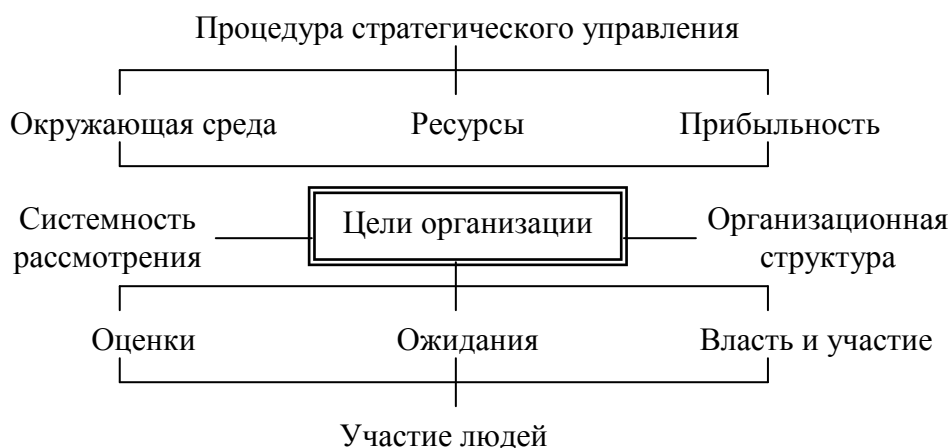 Процедура стратегического управления
Окружающая среда
Ресурсы
Прибыльность
Системность
рассмотрения
Цели организации
Организационная
структура
Оценки
Ожидания
Власть и участие
Участие людей